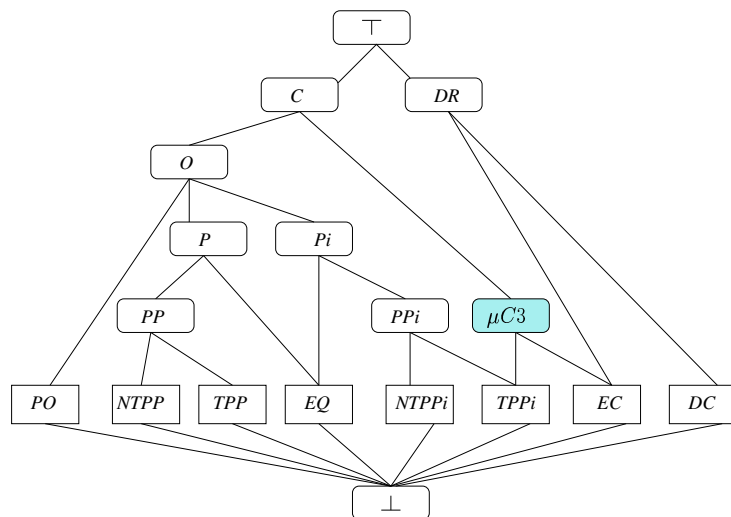 ⊤
C DR
O
P Pi
PP PPi μC3
PO NTPP TPP EQ NTPPi TPPi EC DC
⊥